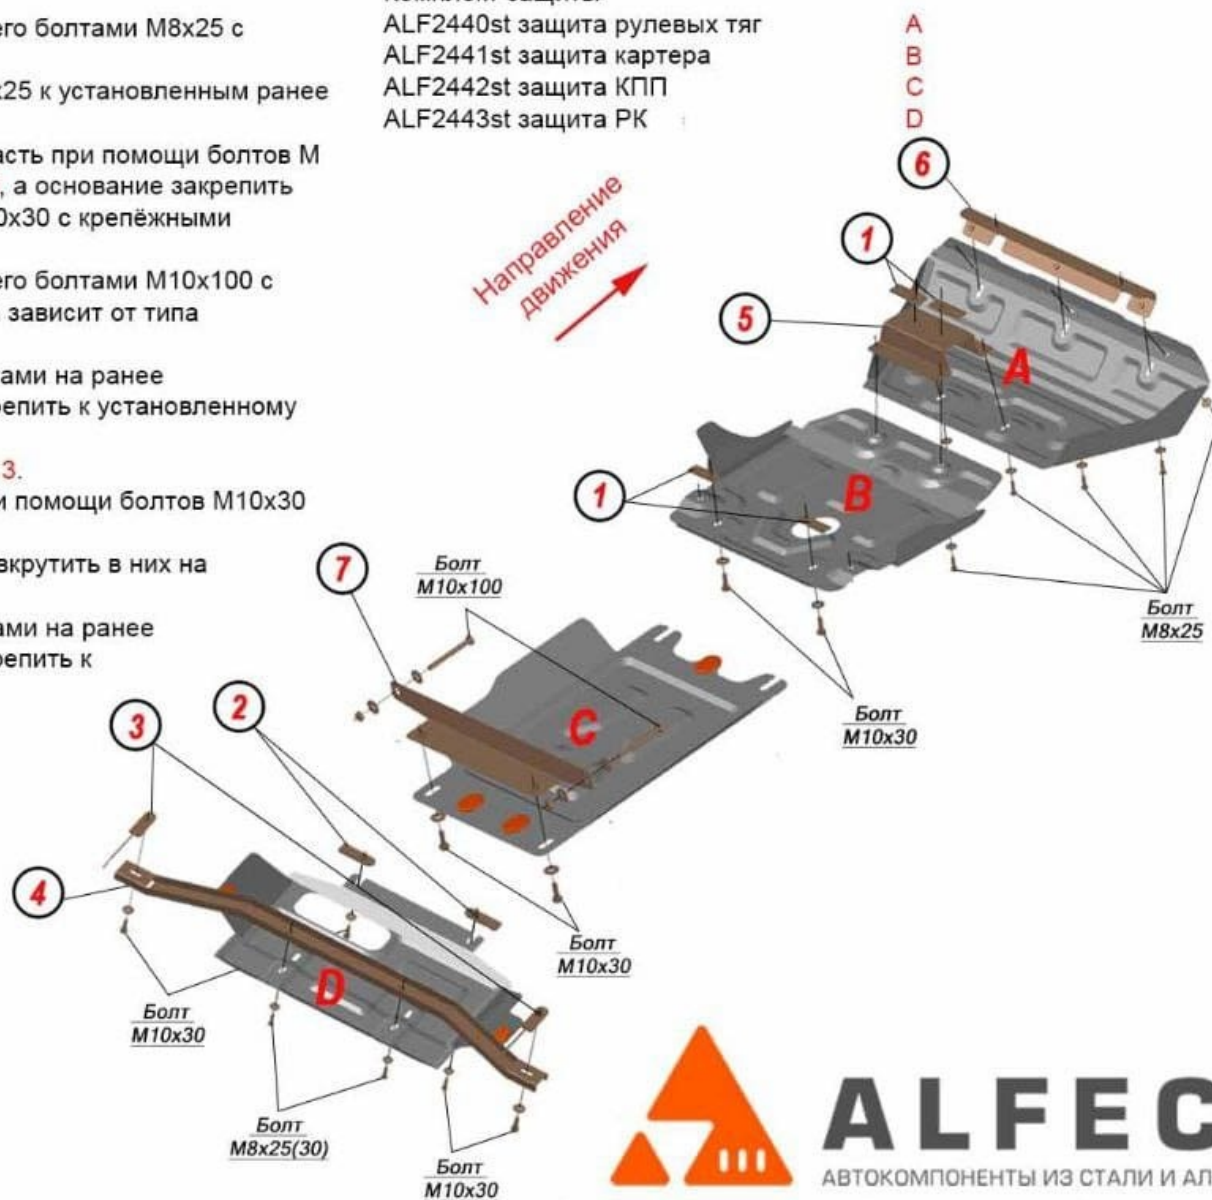 его болтами М8х25 с
х25 к установленным ранее
асть при помощи болтов М
, а основание закрепить
0х30 с крепёжными
его болтами М10х100 с
зависит от типа
ами на ранее
репить к установленному
3.
и помощи болтов М10х30
вкрутить в них на
ами на ранее
репить к
ALF2440st защита рулевых тяг A
ALF2441st защита картера B
ALF2442st защита КПП C
ALF2443st защита РК D
Направление
движения
6
1
5
A
B
1
Болт
М8х25
7
Болт
М10х100
Болт
М10х30
C
3
2
4
D
Болт
М10х30
Болт
М10х30
Болт
М8х25(30)
Болт
М10х30
ALFEC
АВТОКОМПОНЕНТЫ ИЗ СТАЛИ И АЛ